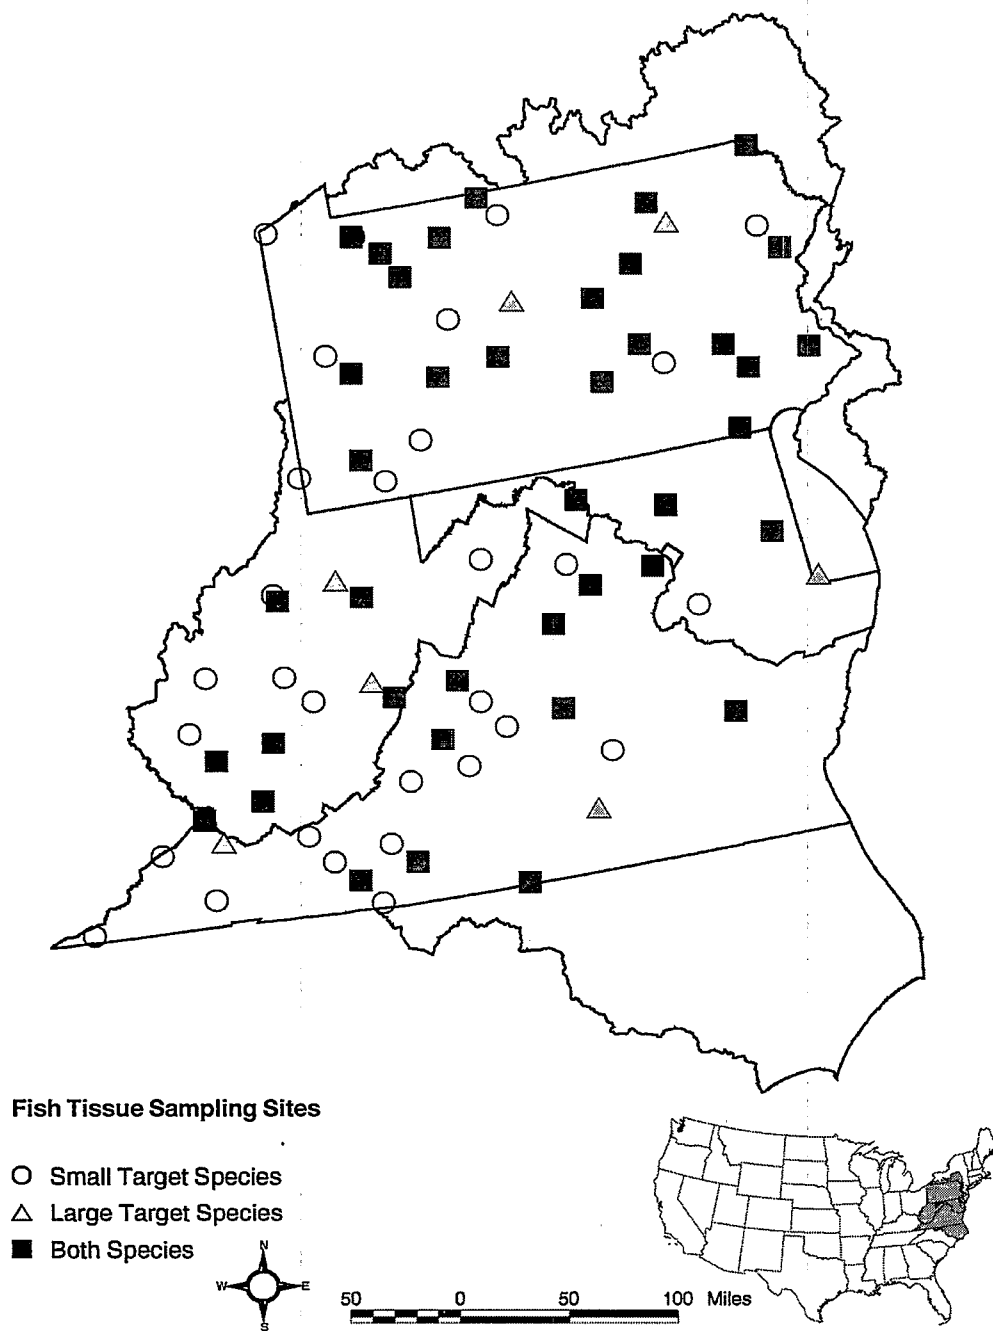 Fish Tissue Sampling Sites
Small Target Species
Large Target Species
Both Species
N
W E
S
50 0 50 100 Miles